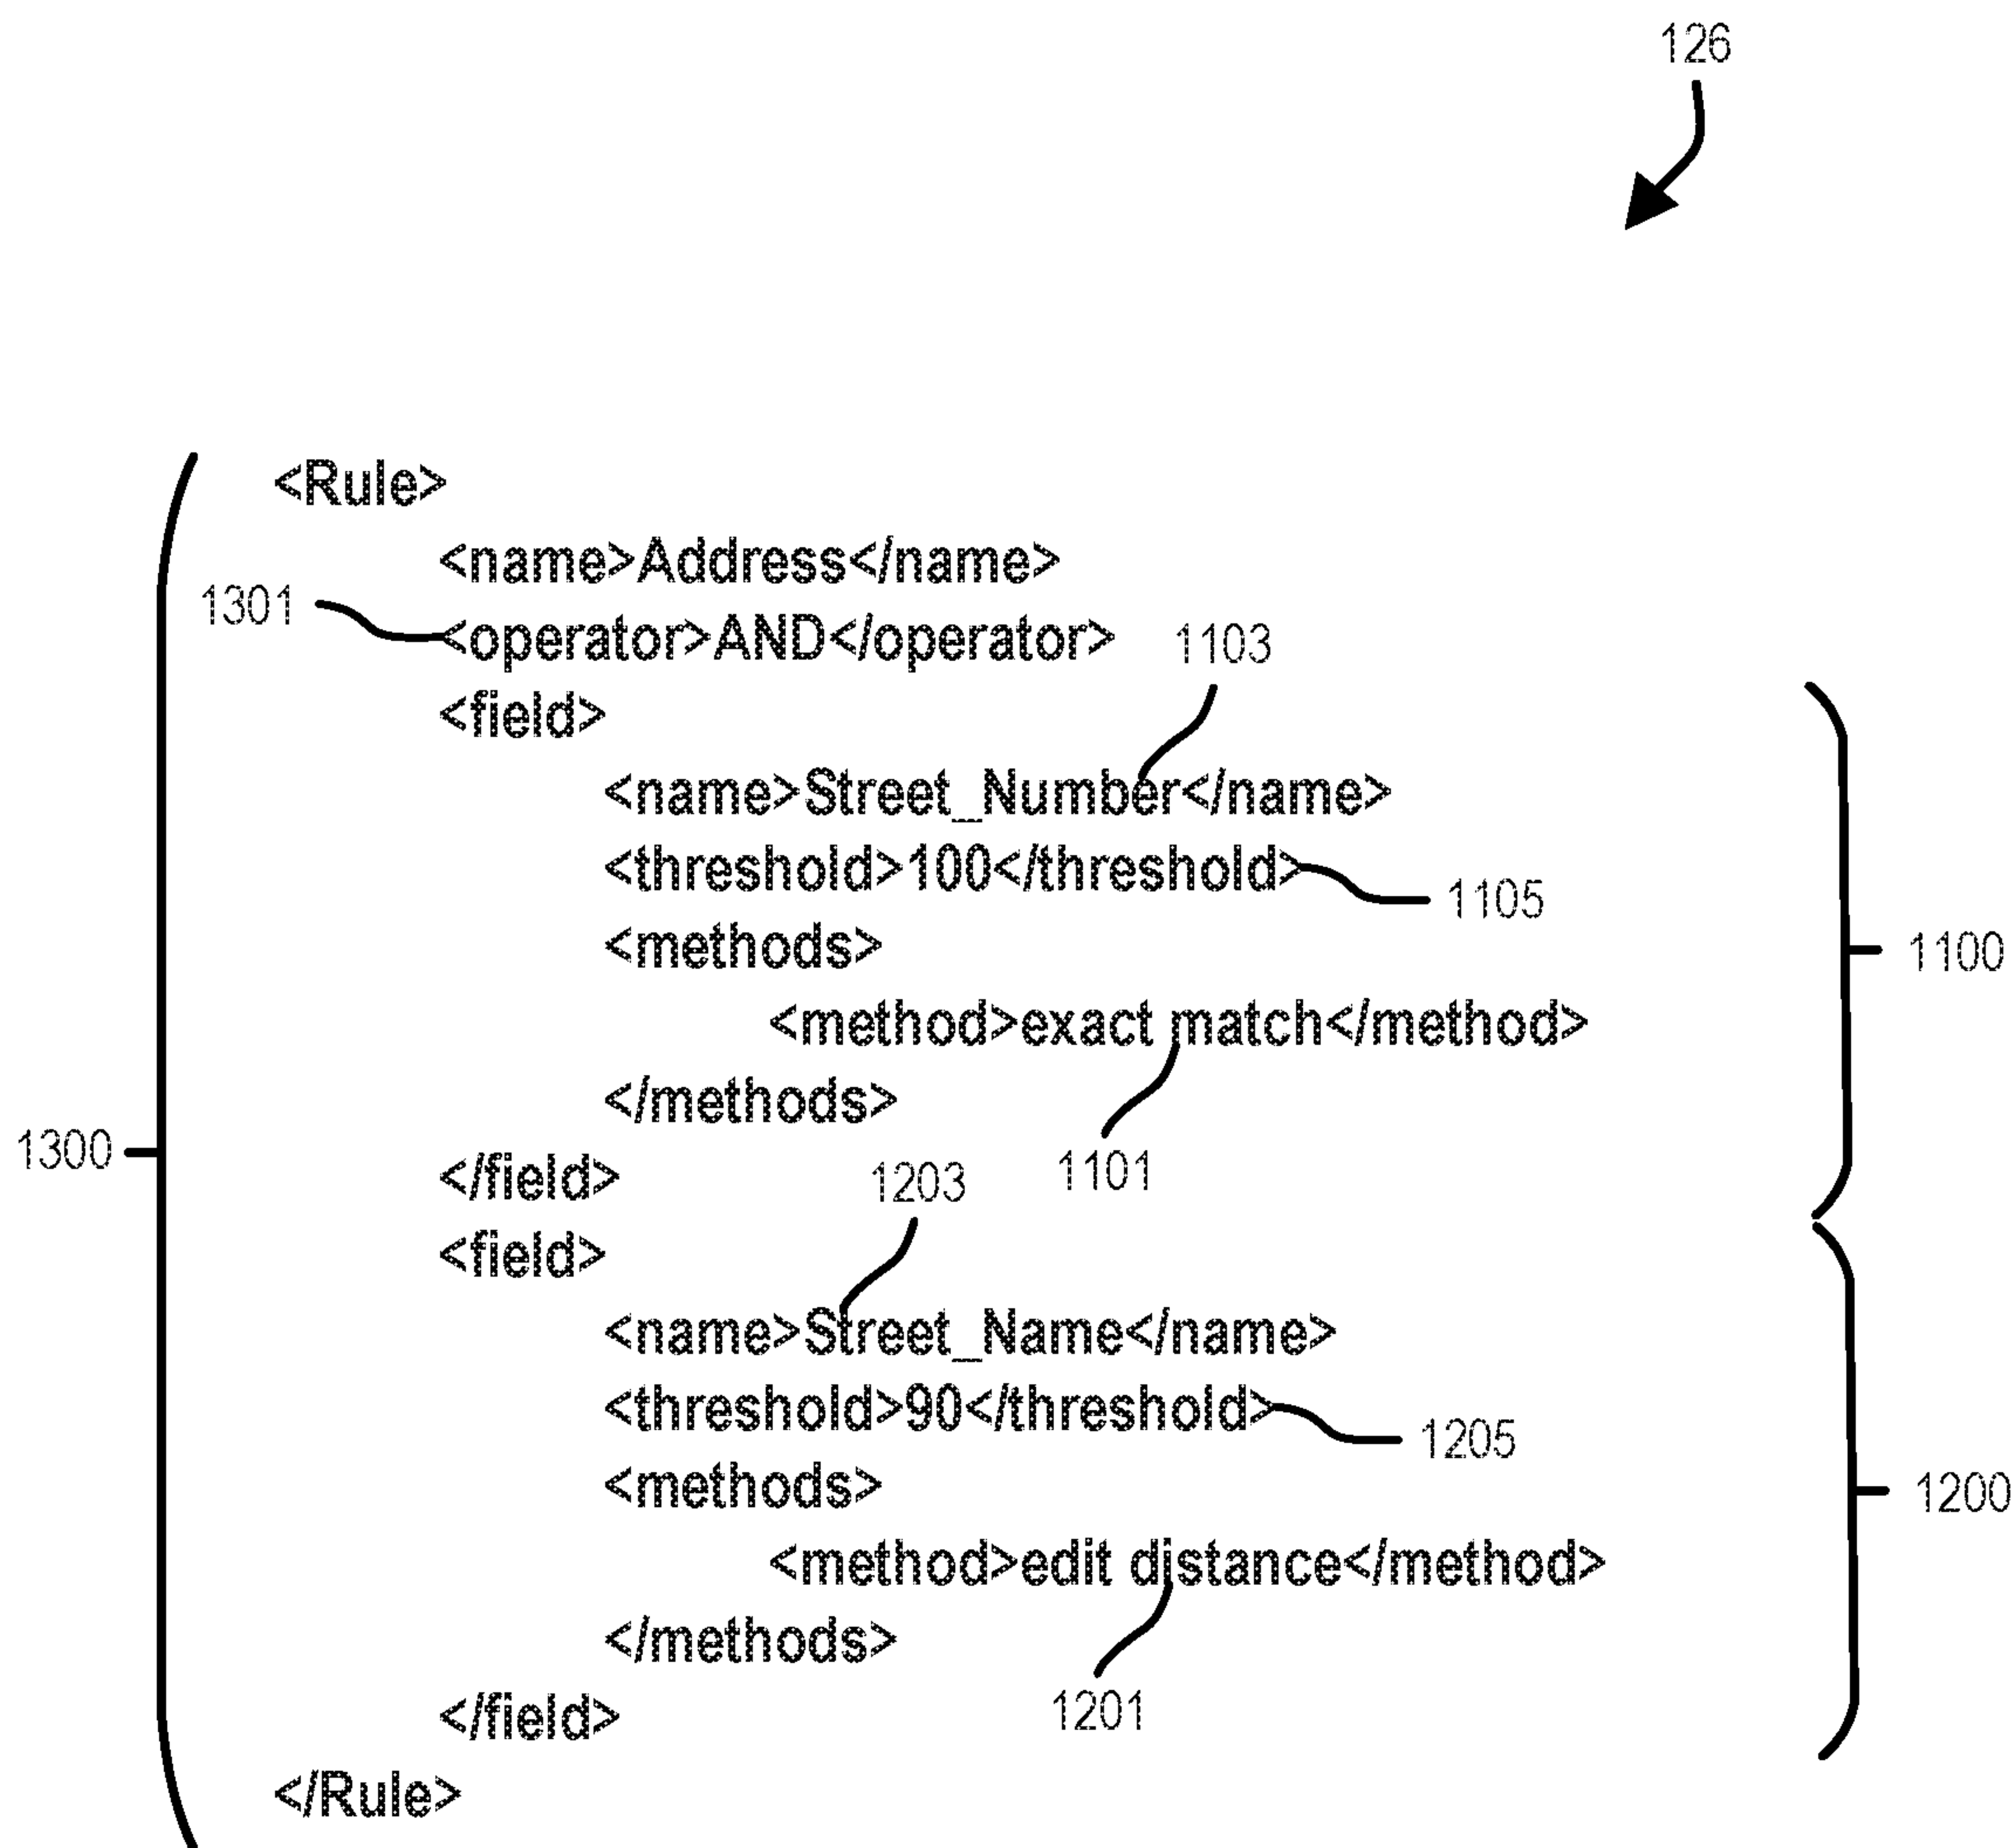 126
<Rule>
<name>Address</name>
1301
<operator>AND</operator>
1103
<field>
<name>Street_Number</name>
<threshold>100</threshold>
1105
<methods>
1100
<method>exact match</method>
</methods>
1300
1101
</field>
1203
<field>
<name>Street_Name</name>
<threshold>90</threshold>
1205
<methods>
1200
<method>edit distance</method>
</methods>
1201
</field>
</Rule>